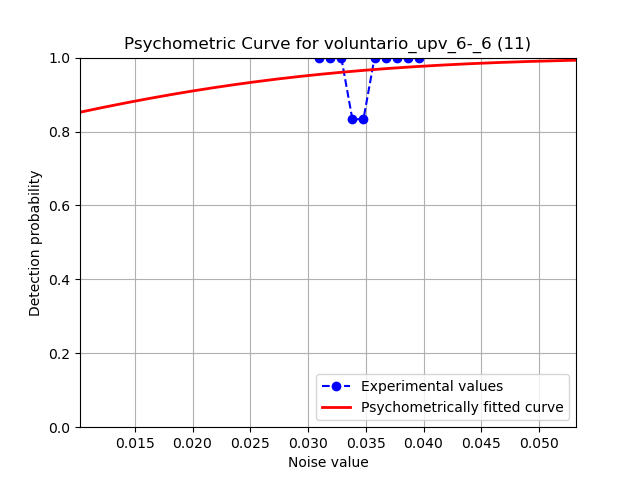 Psychometric Curve for voluntario_upv_6-_6 (11)
1.0
0.8
0.6
0.4
0.2
0.0
Detection probability
Experimental values
Psychometrically fitted curve
0.015 0.020 0.025 0.030 0.035 0.040 0.045 0.050
Noise value